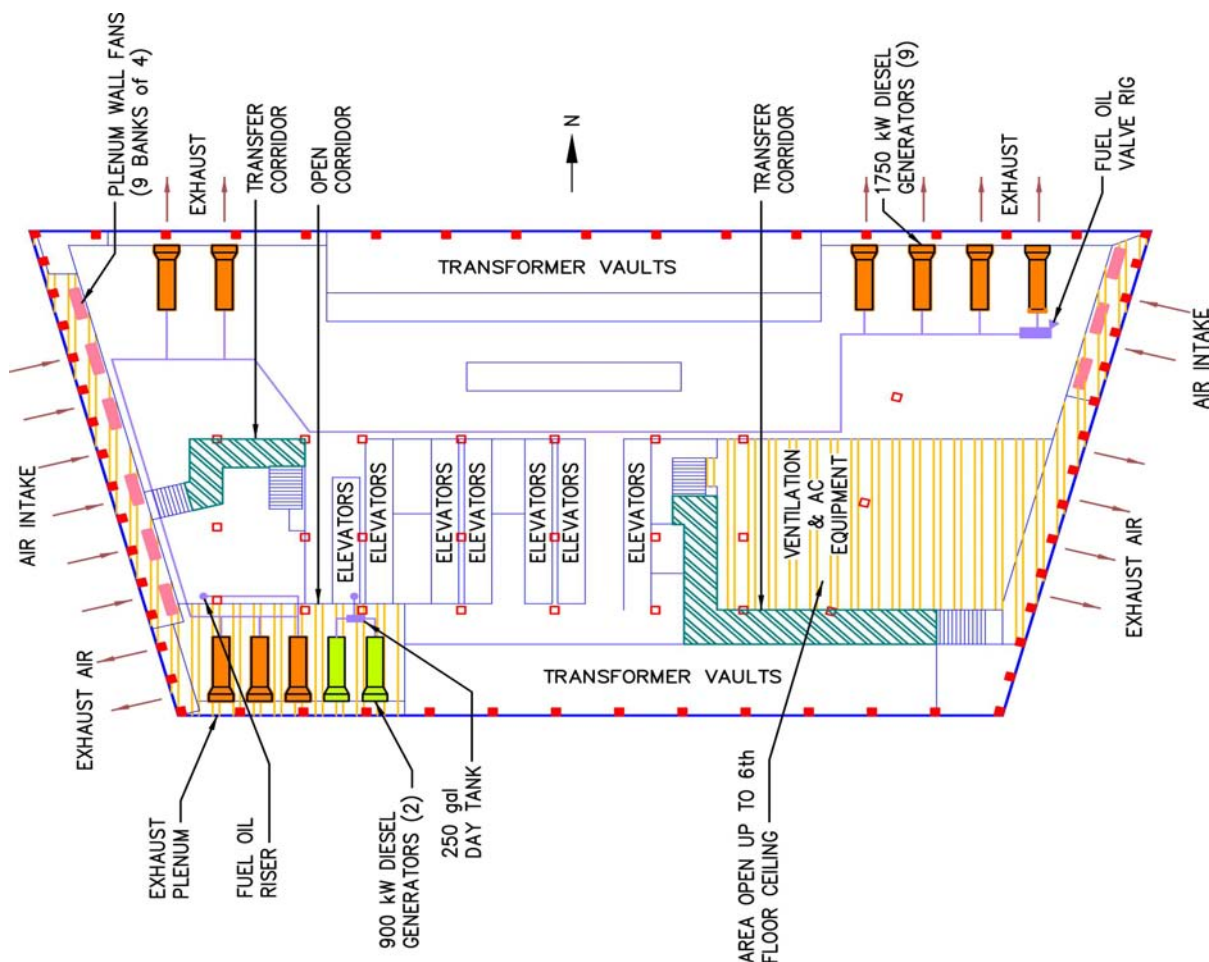 PLENUM WALL FANS
(9 BANKS of 4)
EXHAUST
TRANSFER
CORRIDOR
OPEN
CORRIDOR
N
TRANSFER
CORRIDOR
1750 kW DIESEL
GENERATORS (9)
EXHAUST
FUEL OIL
VALVE RIG
TRANSFORMER VAULTS
AIR INTAKE
AIR INTAKE
ELEVATORS
ELEVATORS
ELEVATORS
ELEVATORS
ELEVATORS
ELEVATORS
ELEVATORS
VENTILATION
& AC
EQUIPMENT
EXHAUST AIR
EXHAUST AIR
TRANSFORMER VAULTS
EXHAUST
PLENUM
FUEL OIL
RISER
900 kW DIESEL
GENERATORS (2)
250 gal
DAY TANK
AREA OPEN UP TO 6th
FLOOR CEILING